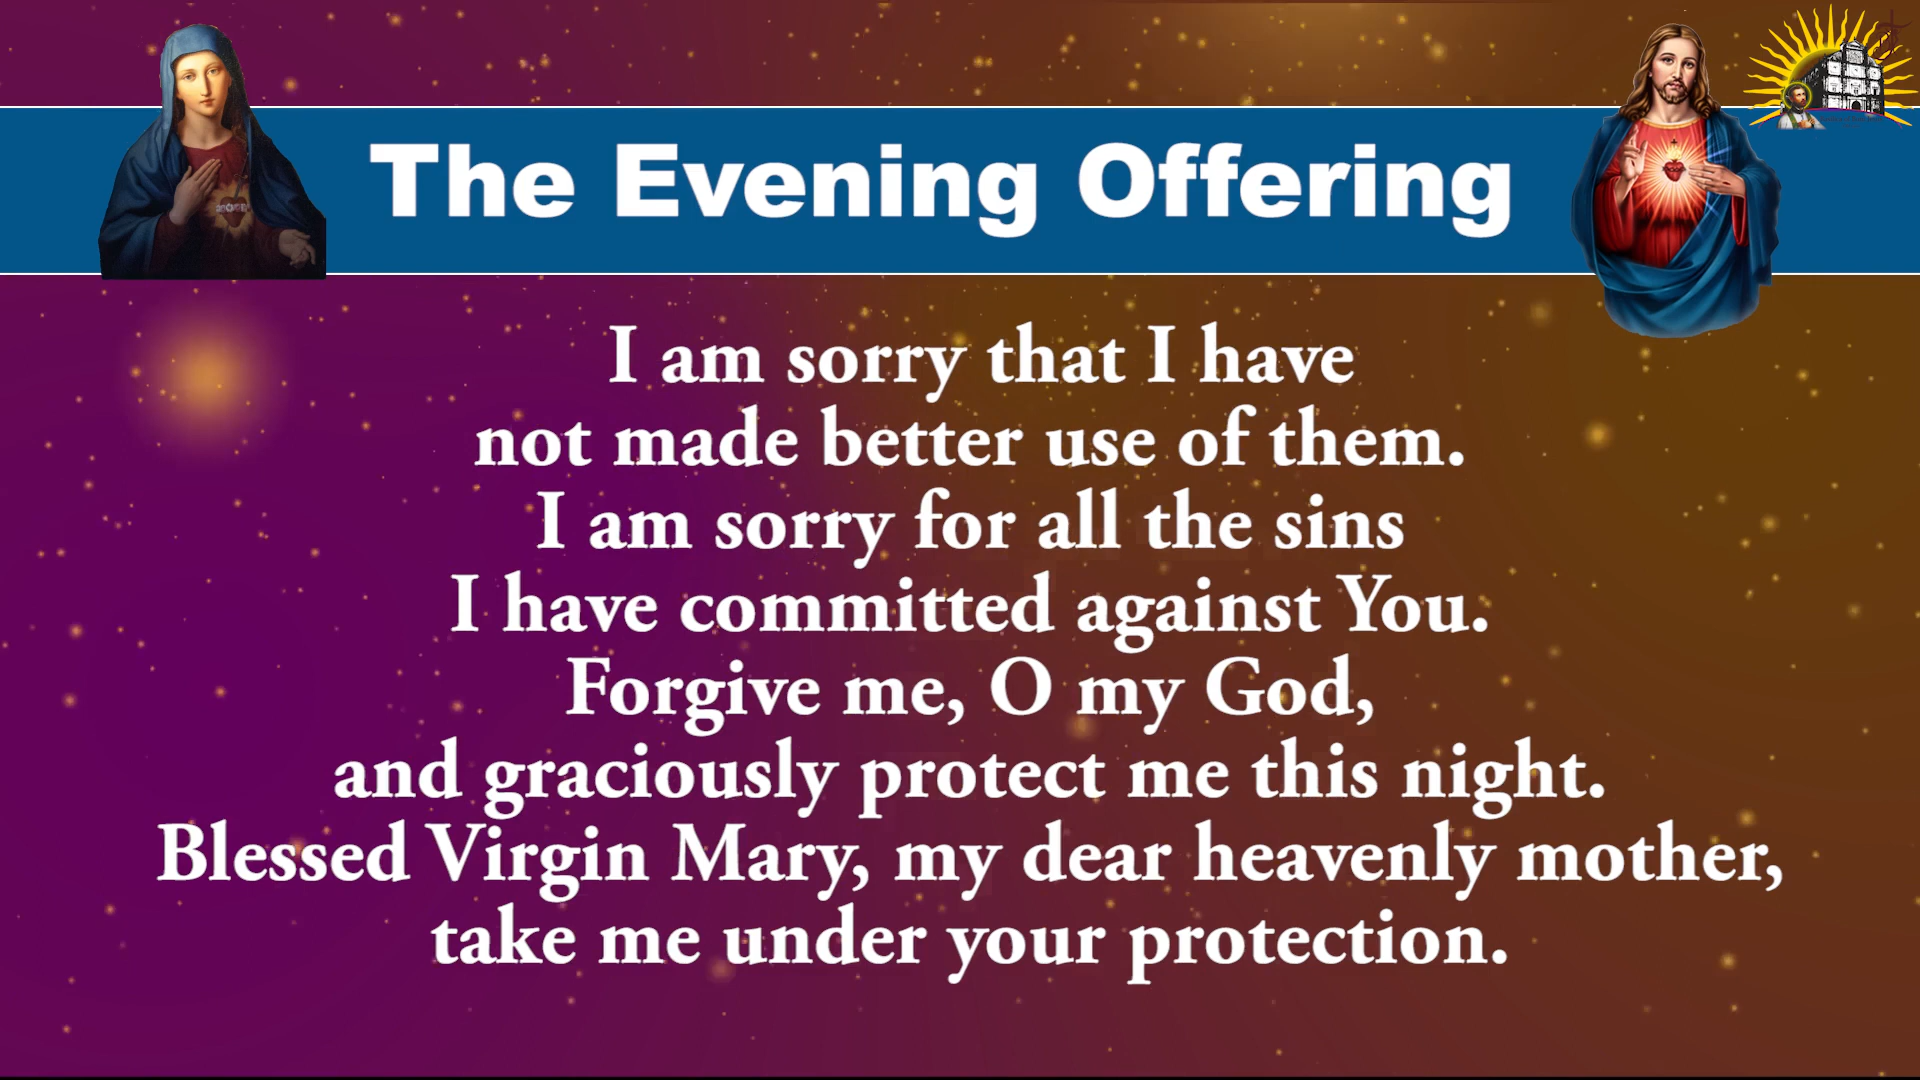 The Evening Offering
I am sorry that I have
not made better use of them.
I am sorry for all the sins
I have committed against You.
Forgive me, O my God,
and graciously protect me this night.
Blessed Virgin Mary, my dear heavenly mother,
take me under your protection.